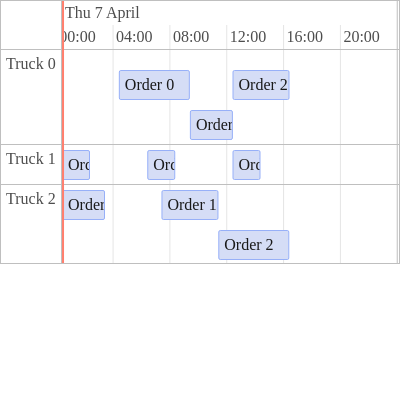 Thu 7 April
00:00 04:00 08:00 12:00 16:00 20:00
Truck 0
Order 0 Order 2
Order
Truck 1
Truck 2
Order Order 1
Order 2